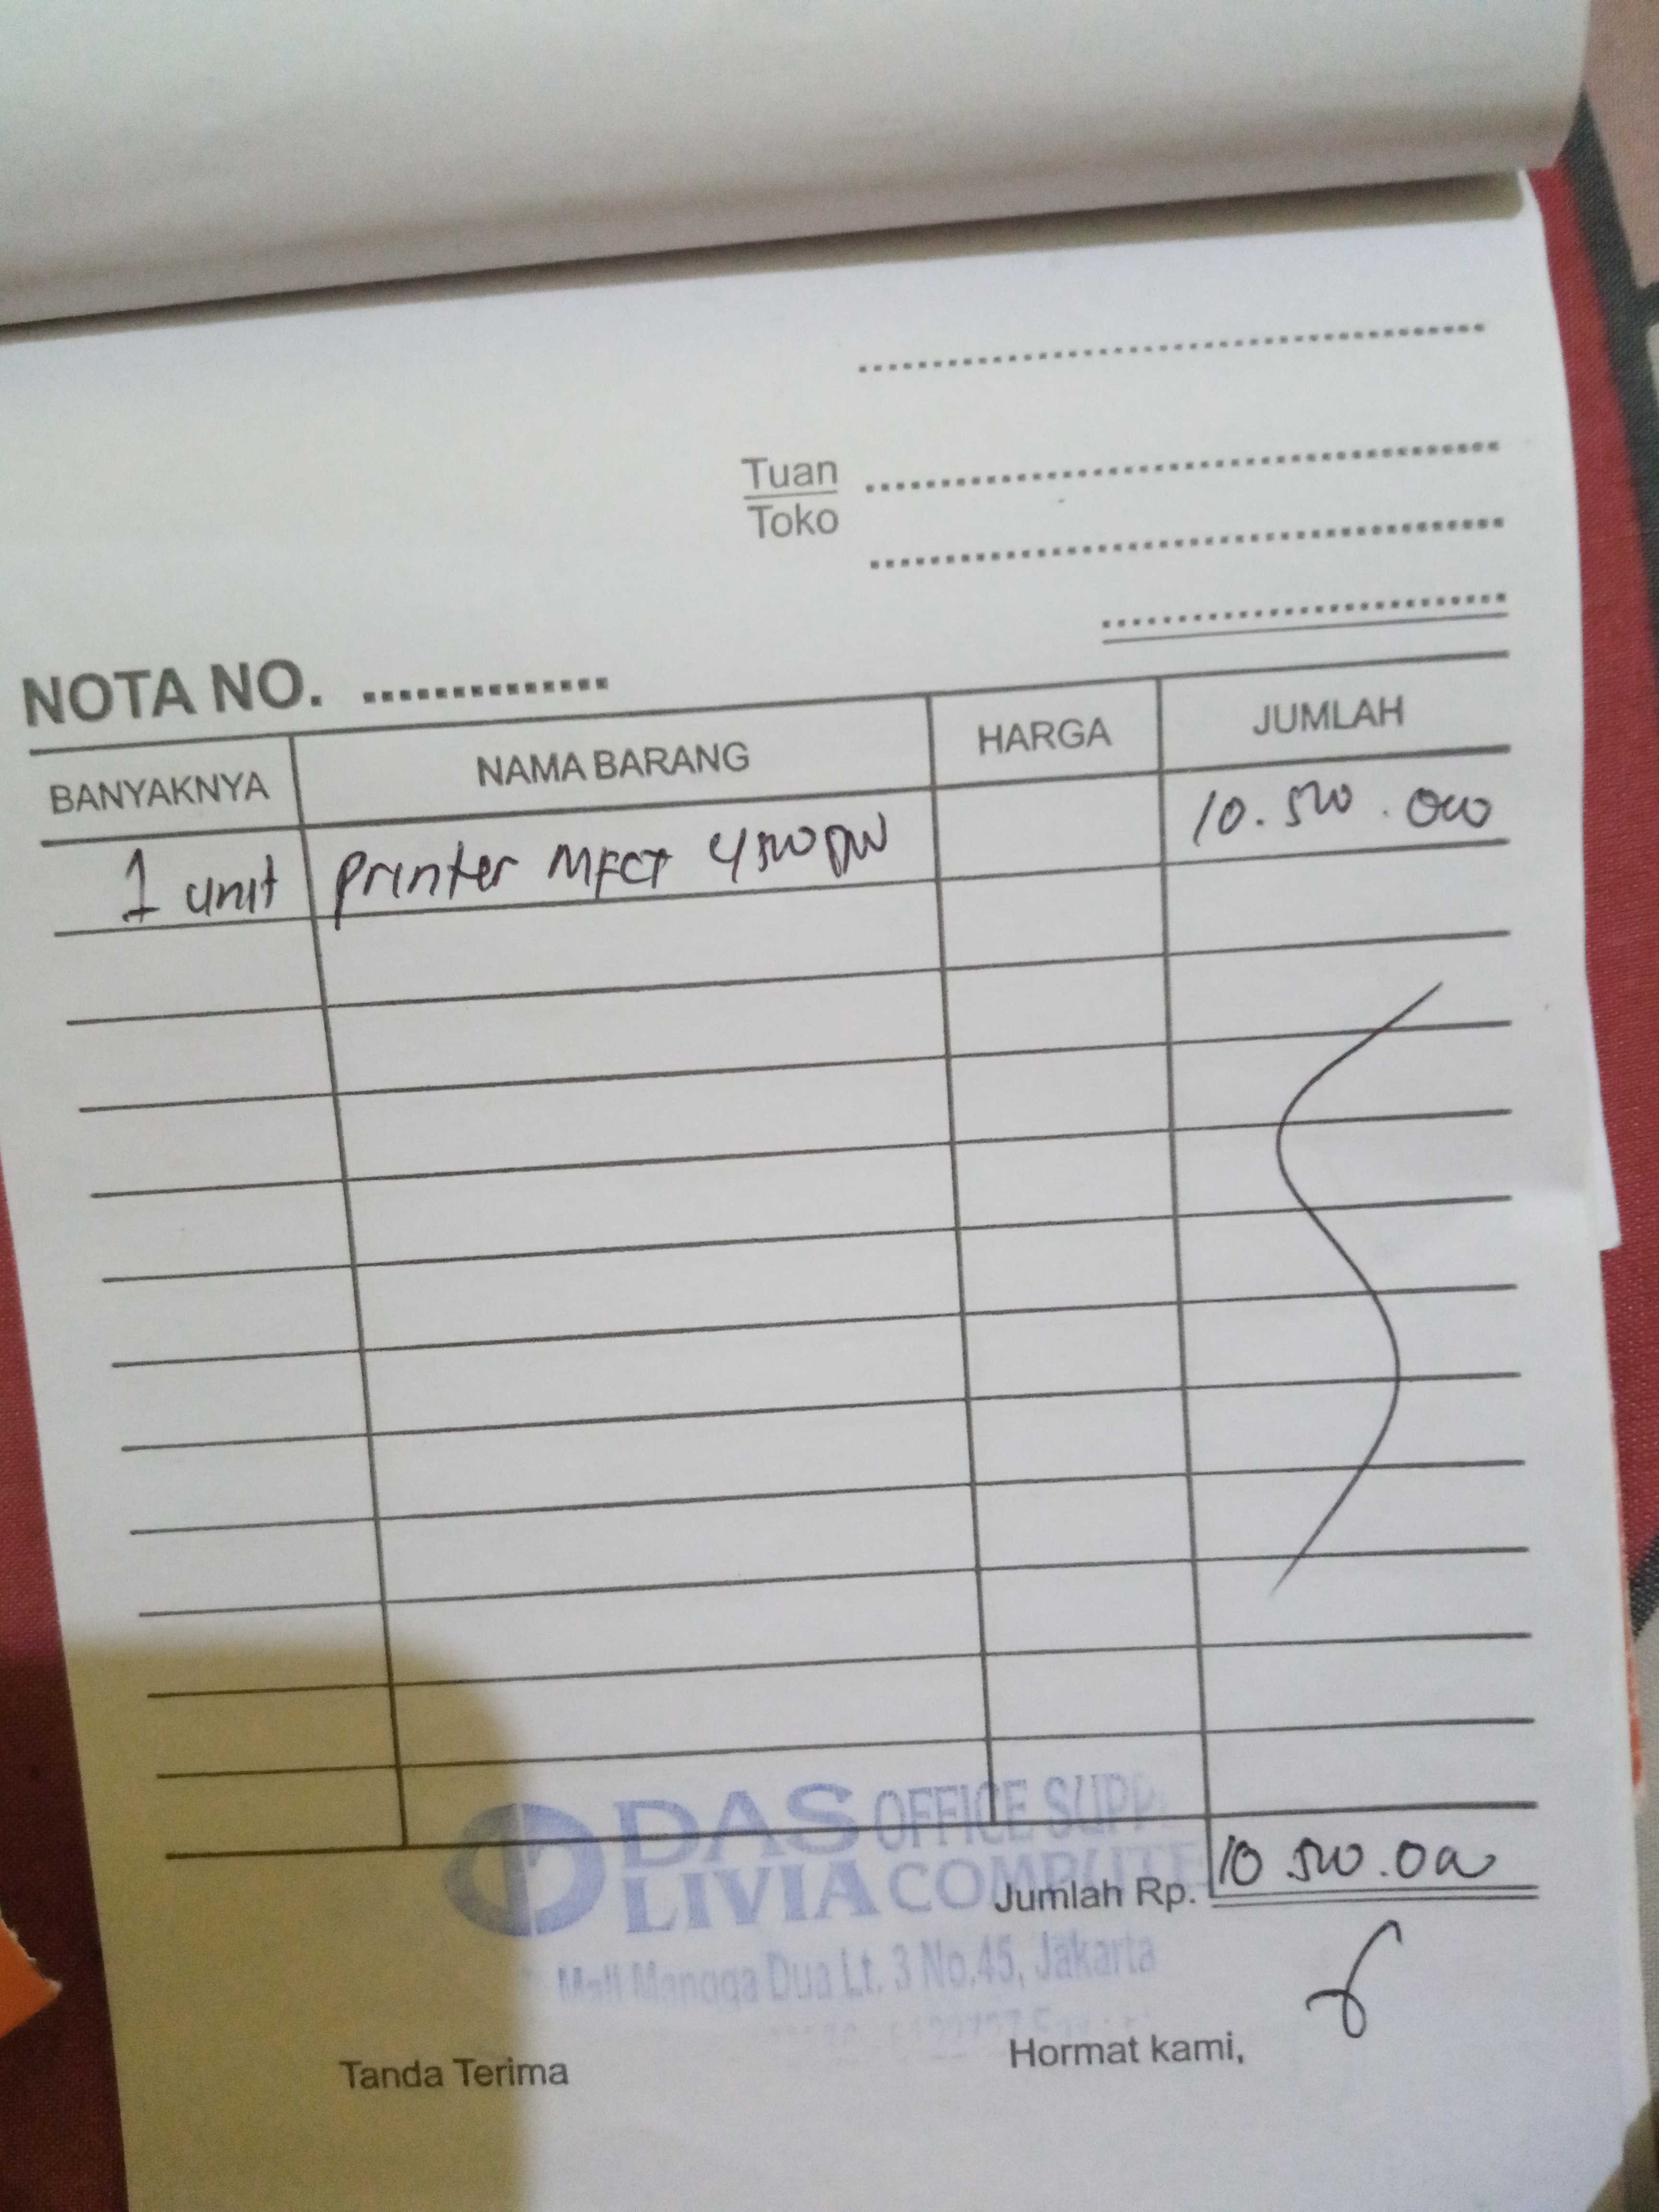 Tuan
Toko
NOTA NO. ..............
BANYAKNYA NAMA BARANG HARGA JUMLAH
1 unit Printer MFCT 4500DW 10.500.000
DAS OFFICE SUPP
LIVIA COMPUTE
Jumlah Rp. 10.500.000
Mall Mangga Dua Lt. 3 No.45, Jakarta
Tanda Terima Hormat kami,